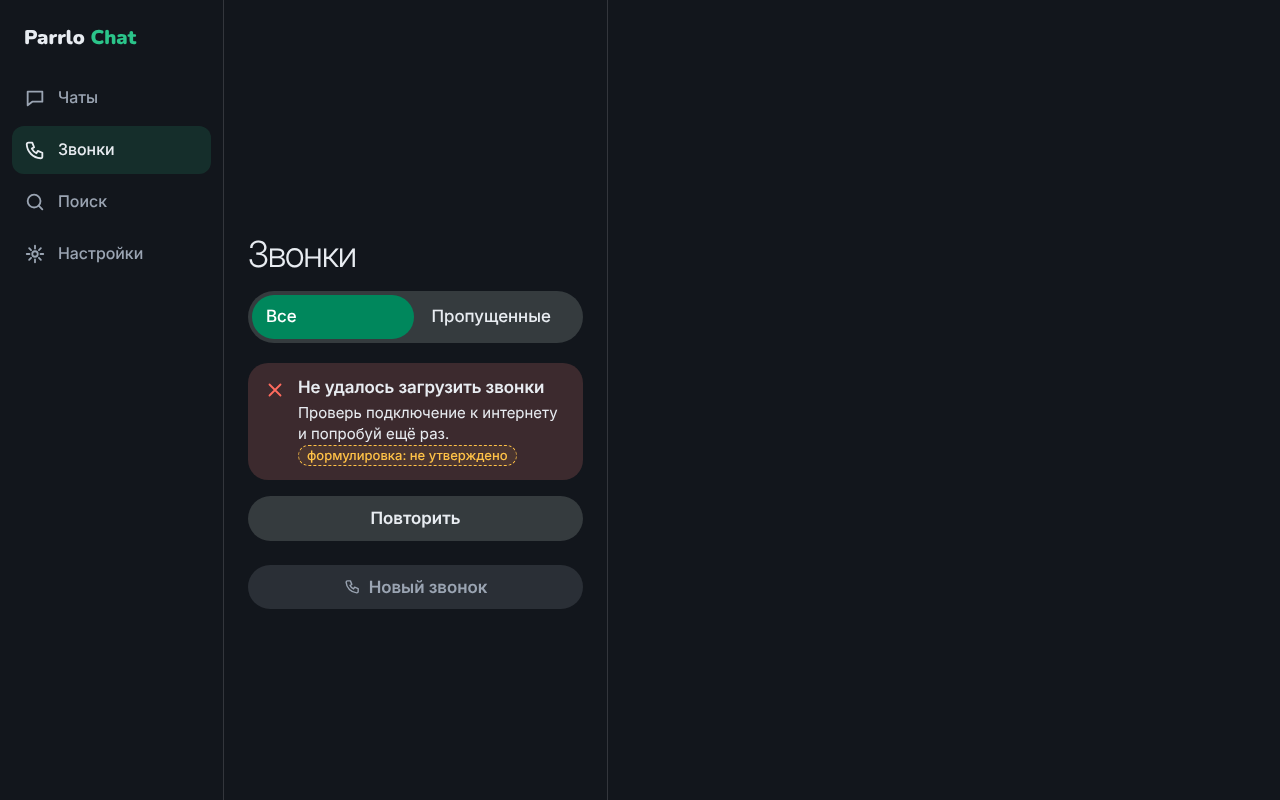 Parrlo Chat
Чаты
Звонки
Поиск
Настройки
Звонки
Все
Пропущенные
Не удалось загрузить звонки
Проверь подключение к интернету
и попробуй ещё раз.
формулировка: не утверждено
Повторить
Новый звонок